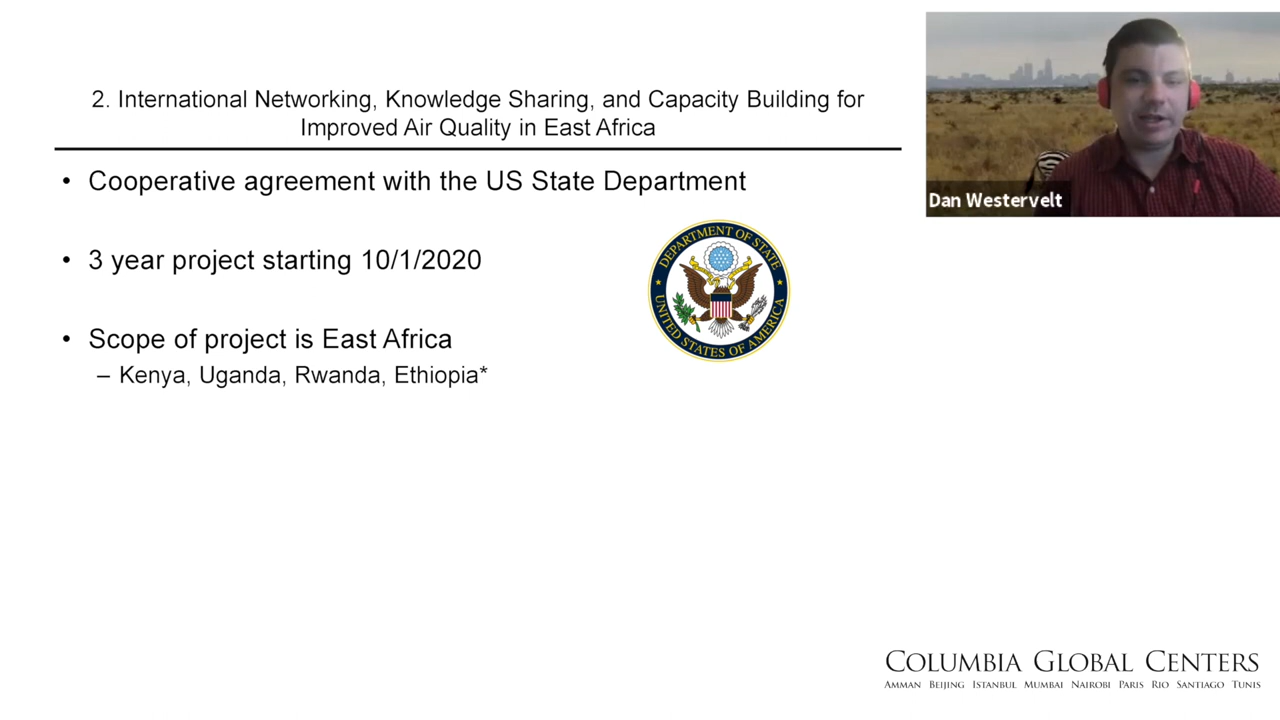 2. International Networking, Knowledge Sharing, and Capacity Building for
Improved Air Quality in East Africa
• Cooperative agreement with the US State Department
• 3 year project starting 10/1/2020
• Scope of project is East Africa
– Kenya, Uganda, Rwanda, Ethiopia*
DEPARTMENT OF STATE
UNITED STATES OF AMERICA
Dan Westervelt
COLUMBIA GLOBAL CENTERS
AMMAN BEIJING ISTANBUL MUMBAI NAIROBI PARIS RIO SANTIAGO TUNIS